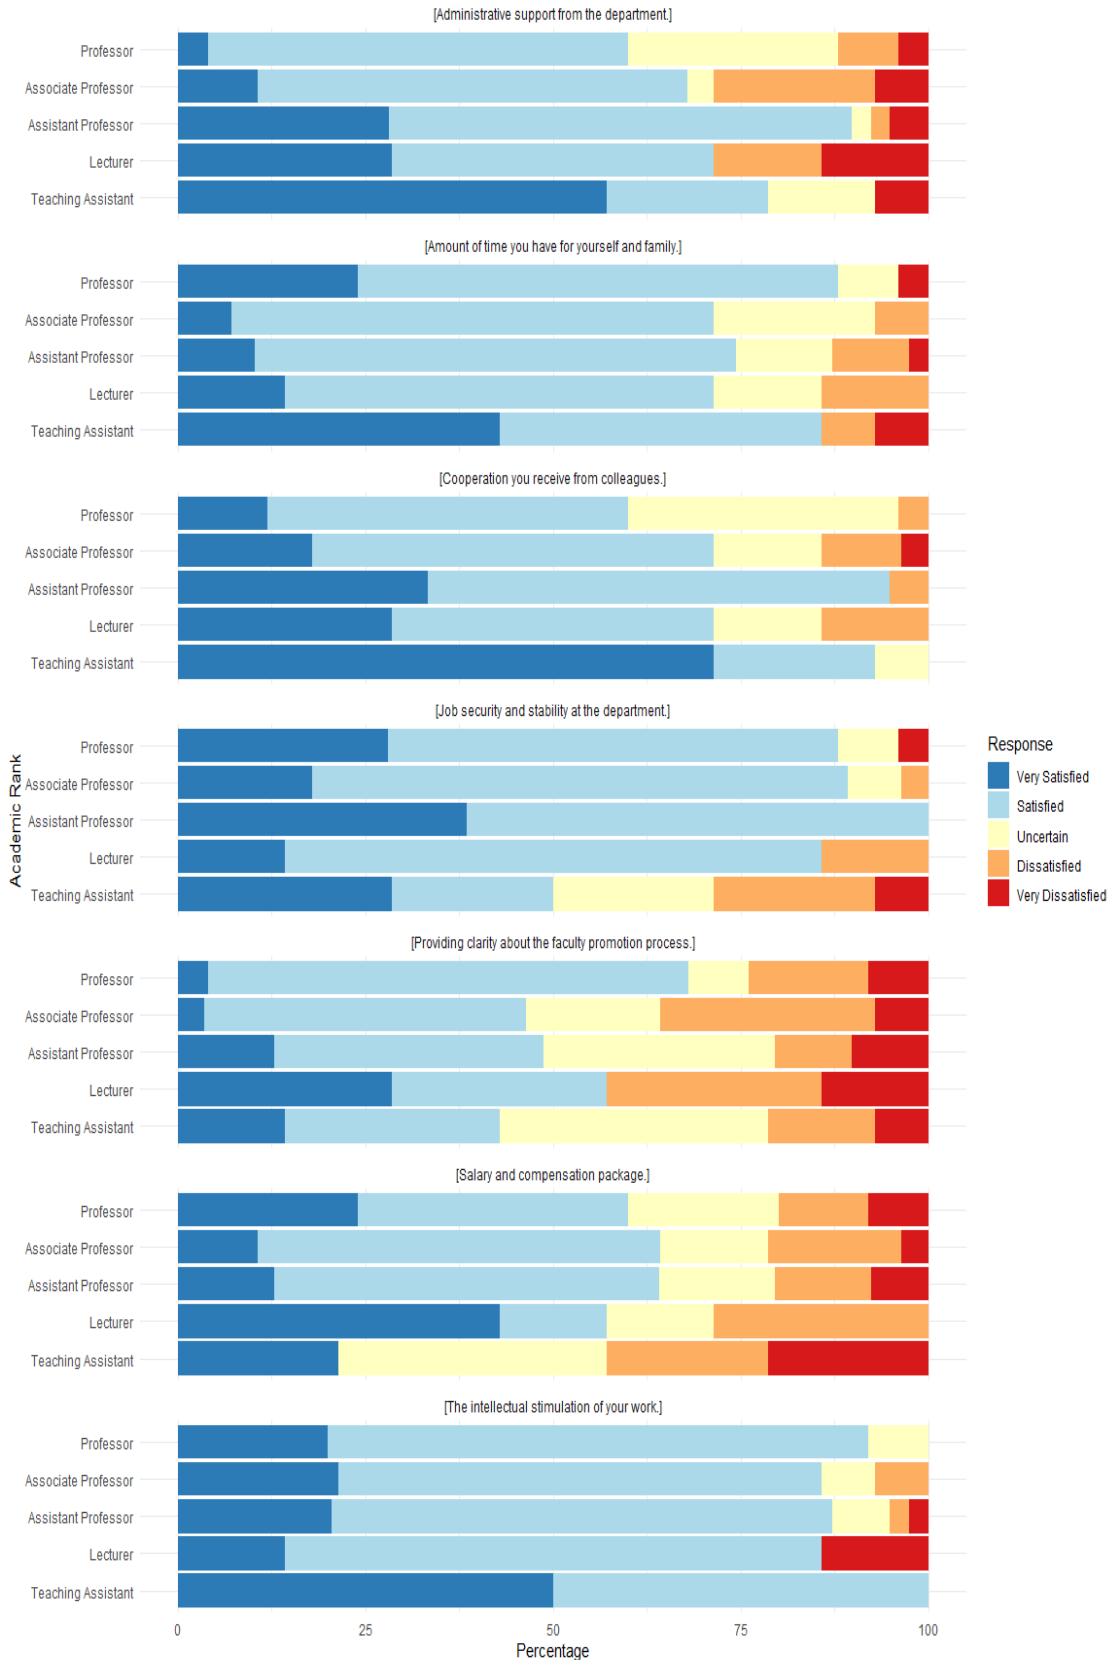 [Administrative support from the department.]
Professor
Associate Professor
Assistant Professor
Lecturer
Teaching Assistant
[Amount of time you have for yourself and family.]
Professor
Associate Professor
Assistant Professor
Lecturer
Teaching Assistant
[Cooperation you receive from colleagues.]
Professor
Associate Professor
Assistant Professor
Lecturer
Teaching Assistant
[Job security and stability at the department.]
Professor
Associate Professor
Assistant Professor
Lecturer
Teaching Assistant
Academic Rank
Response
Very Satisfied
Satisfied
Uncertain
Dissatisfied
Very Dissatisfied
[Providing clarity about the faculty promotion process.]
Professor
Associate Professor
Assistant Professor
Lecturer
Teaching Assistant
[Salary and compensation package.]
Professor
Associate Professor
Assistant Professor
Lecturer
Teaching Assistant
[The intellectual stimulation of your work.]
Professor
Associate Professor
Assistant Professor
Lecturer
Teaching Assistant
0 25 50 75 100
Percentage